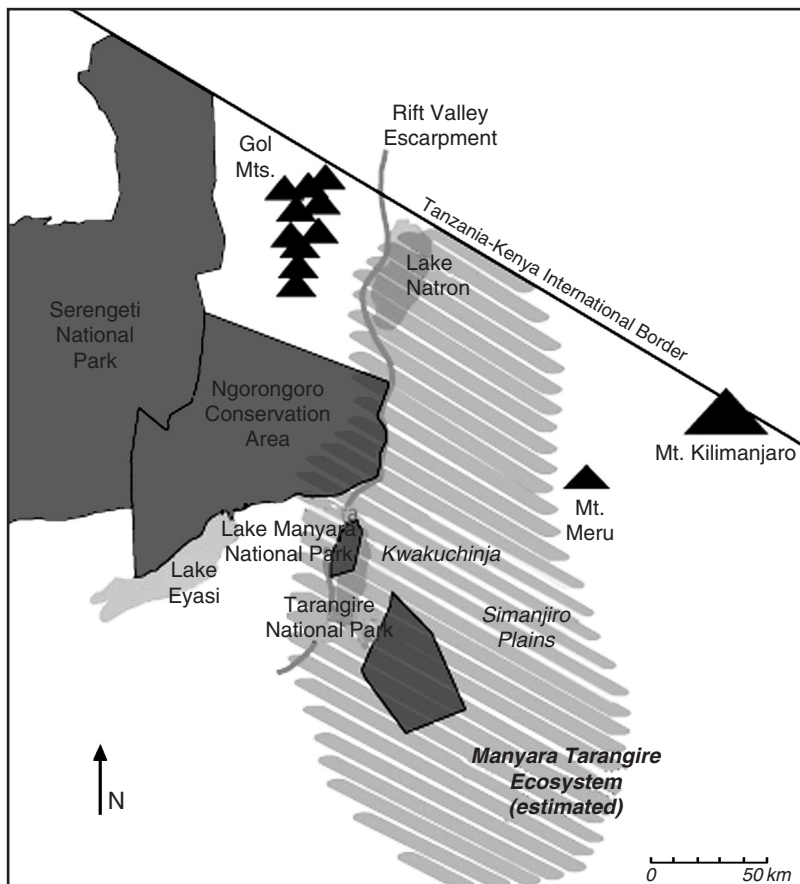 Rift Valley
Escarpment
Gol
Mts.
Tanzania-Kenya International Border
Lake
Natron
Serengeti
National
Park
Ngorongoro
Conservation
Area
Mt. Kilimanjaro
Mt.
Meru
Lake Manyara
National Park
Kwakuchinja
Lake
Eyasi
Tarangire
National Park
Simanjiro
Plains
Manyara Tarangire
Ecosystem
(estimated)
N
0 50 km